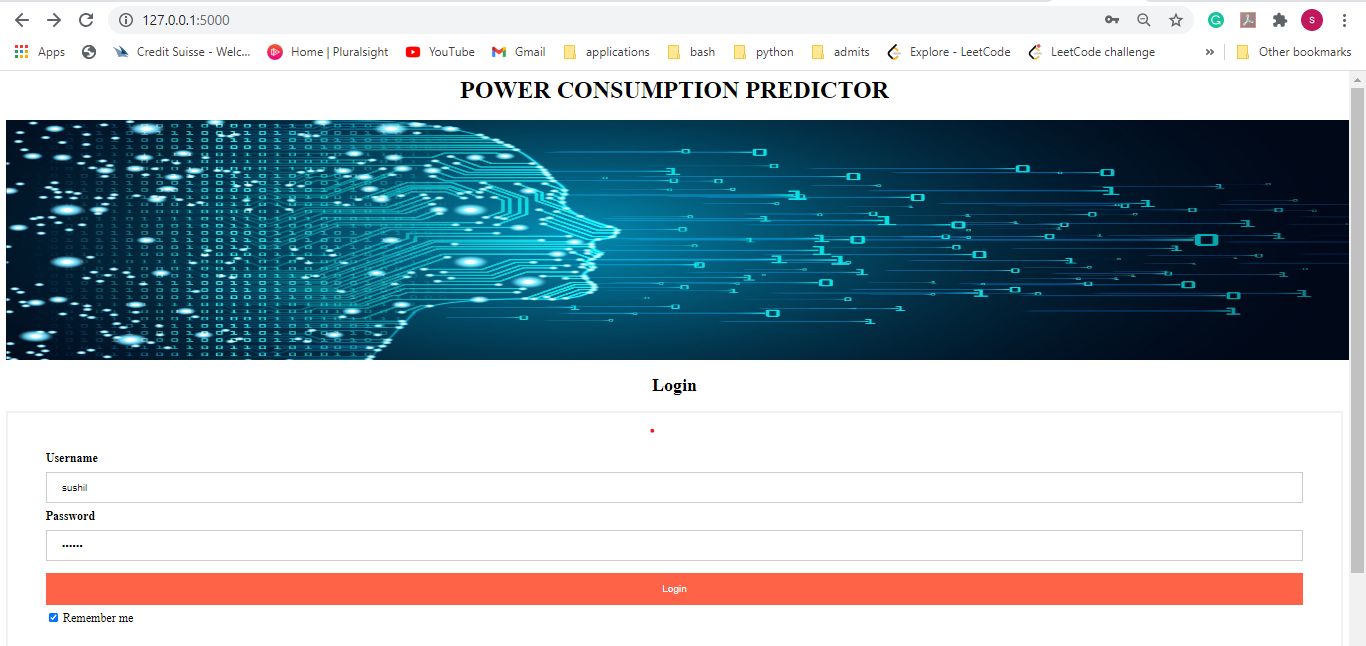 127.0.0.1:5000
S
Apps Credit Suisse - Welc... Home | Pluralsight YouTube Gmail applications bash python admits Explore - LeetCode LeetCode challenge » Other bookmarks
POWER CONSUMPTION PREDICTOR
Login
Username
sushil
Password
Login
Remember me